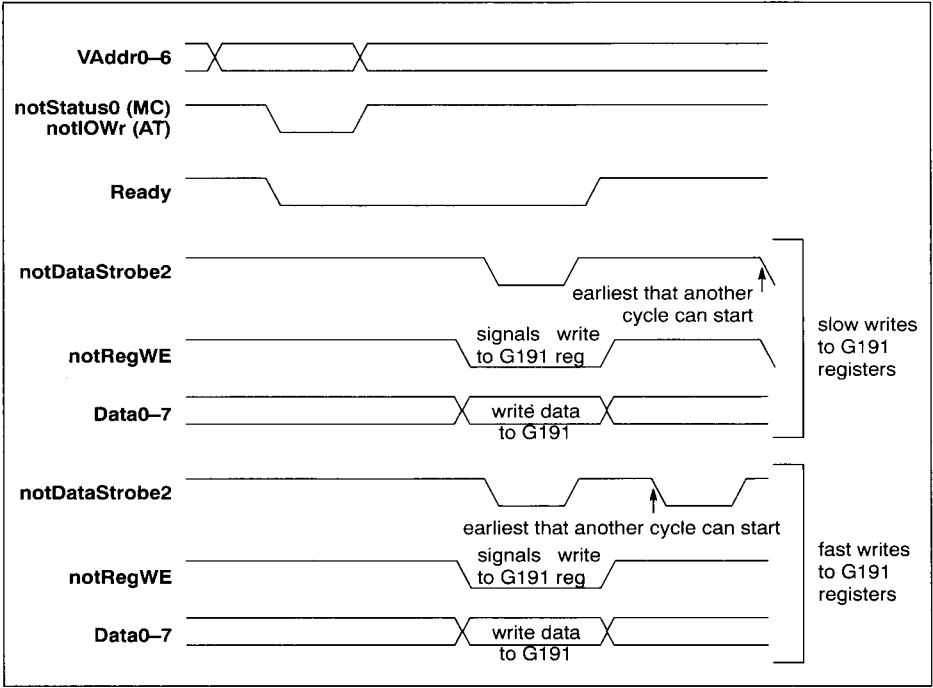 VAddr0–6
notStatus0 (MC)
notIOWr (AT)
Ready
notDataStrobe2
earliest that another
cycle can start
notRegWE
signals write
to G191 reg
Data0–7
write data
to G191
slow writes
to G191
registers
notDataStrobe2
earliest that another cycle can start
notRegWE
signals write
to G191 reg
Data0–7
write data
to G191
fast writes
to G191
registers